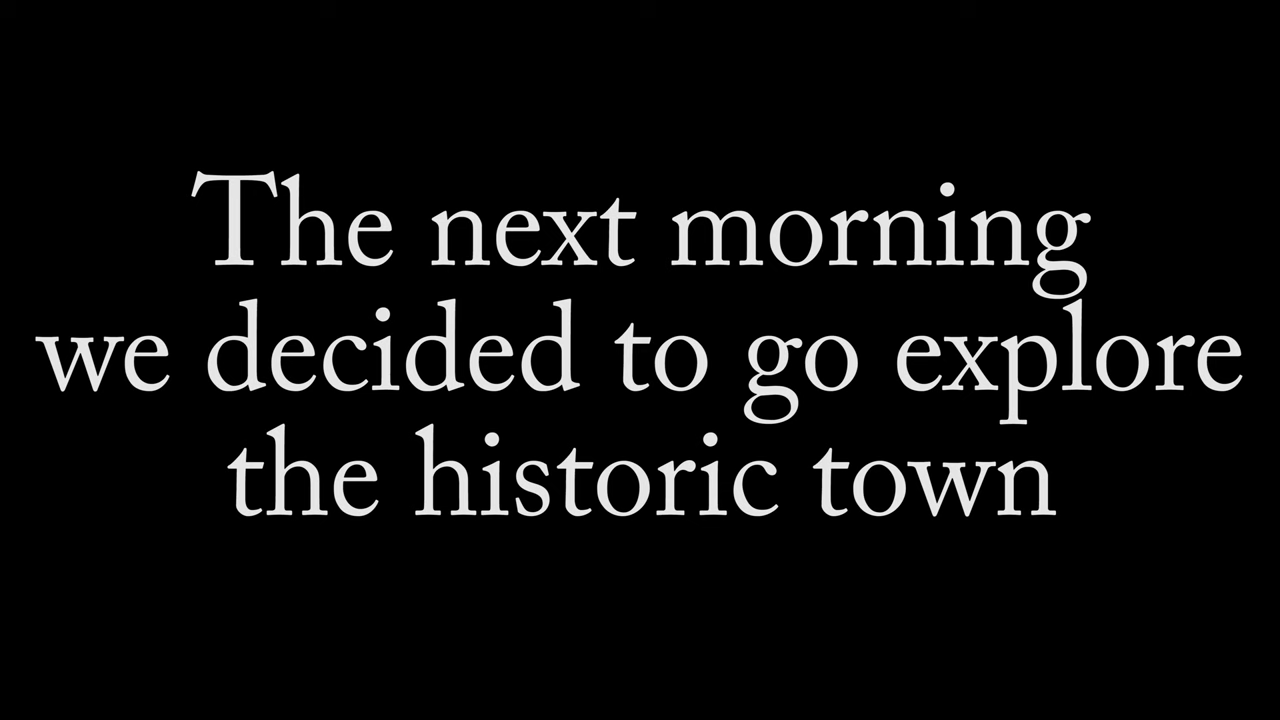 The next morning
we decided to go explore
the historic town